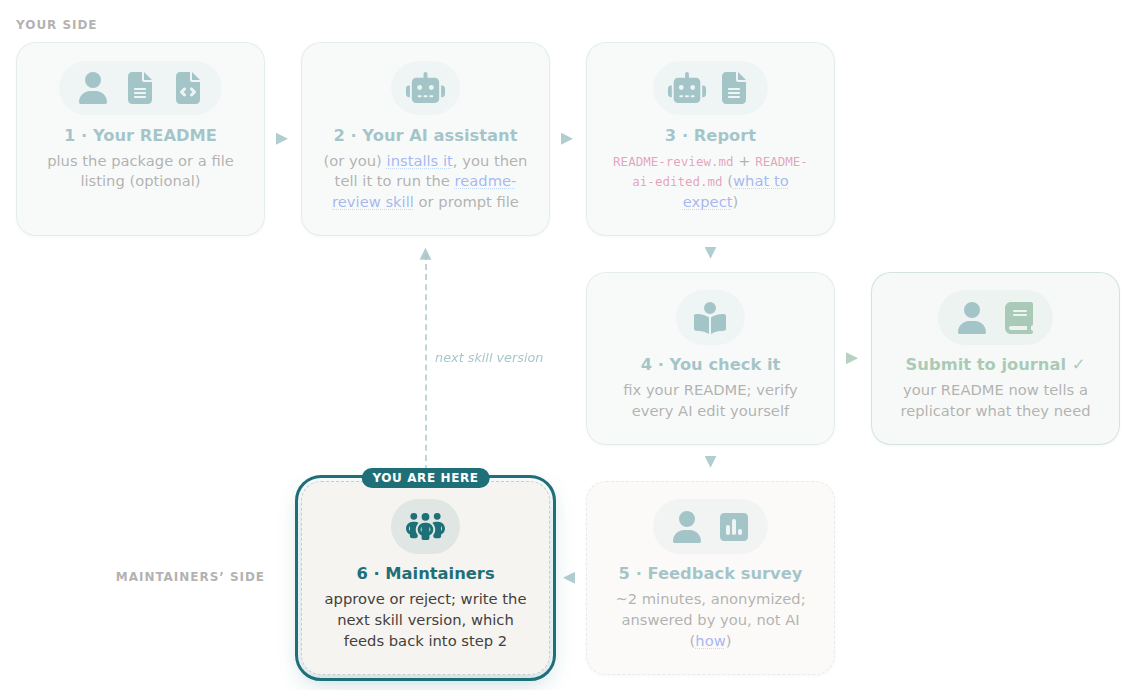 YOUR SIDE
1 · Your README
plus the package or a file
listing (optional)
2 · Your AI assistant
(or you) installs it, you then
tell it to run the readme-
review skill or prompt file
3 · Report
README-review.md + README-
ai-edited.md (what to
expect)
4 · You check it
fix your README; verify
every AI edit yourself
Submit to journal ✓
your README now tells a
replicator what they need
next skill version
YOU ARE HERE
MAINTAINERS’ SIDE
6 · Maintainers
approve or reject; write the
next skill version, which
feeds back into step 2
5 · Feedback survey
~2 minutes, anonymized;
answered by you, not AI
(how)